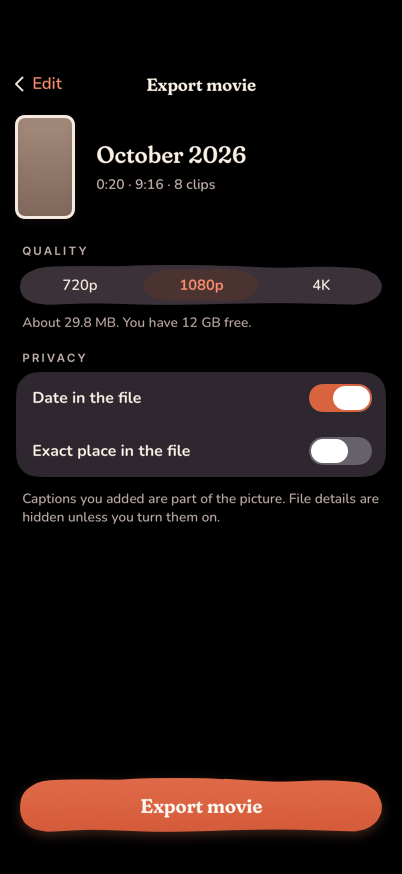 Edit
Export movie
October 2026
0:20 · 9:16 · 8 clips
QUALITY
720p
1080p
4K
About 29.8 MB. You have 12 GB free.
PRIVACY
Date in the file
Exact place in the file
Captions you added are part of the picture. File details are
hidden unless you turn them on.
Export movie